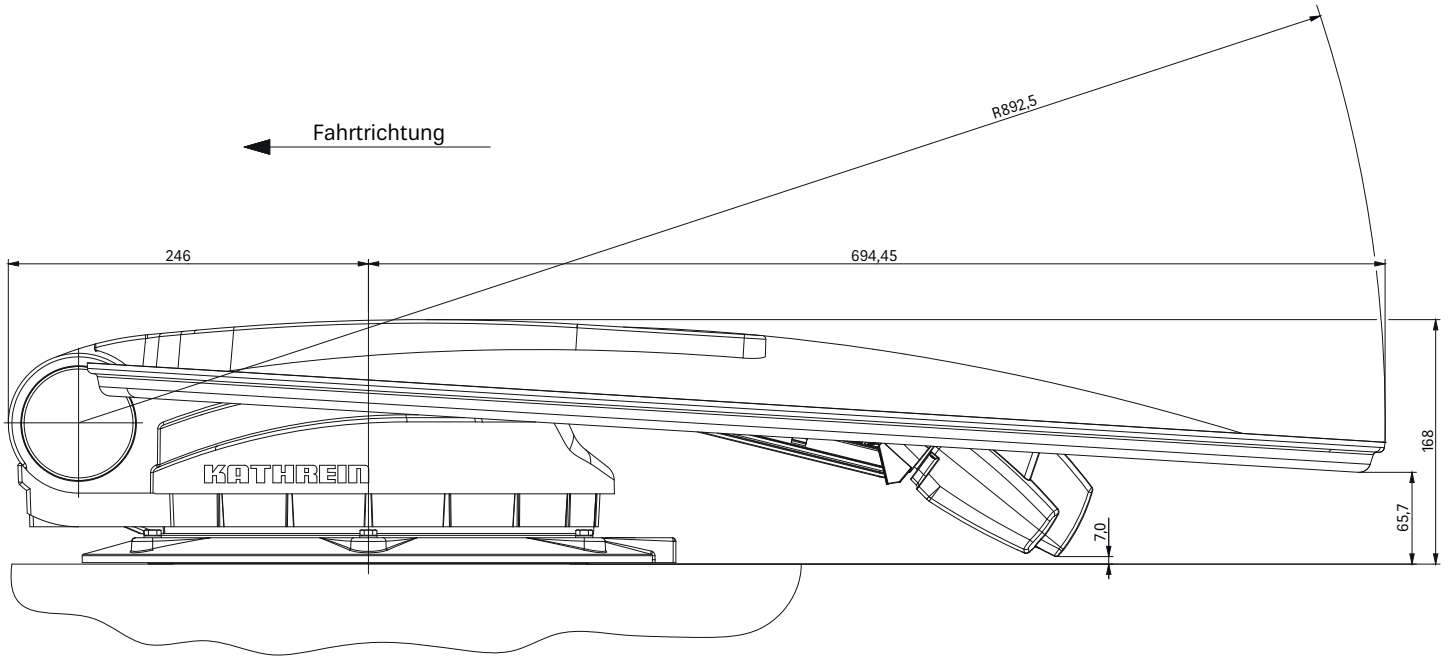 R892,5
Fahrtrichtung
246
694,45
168
KATHREIN
65,7
7,0